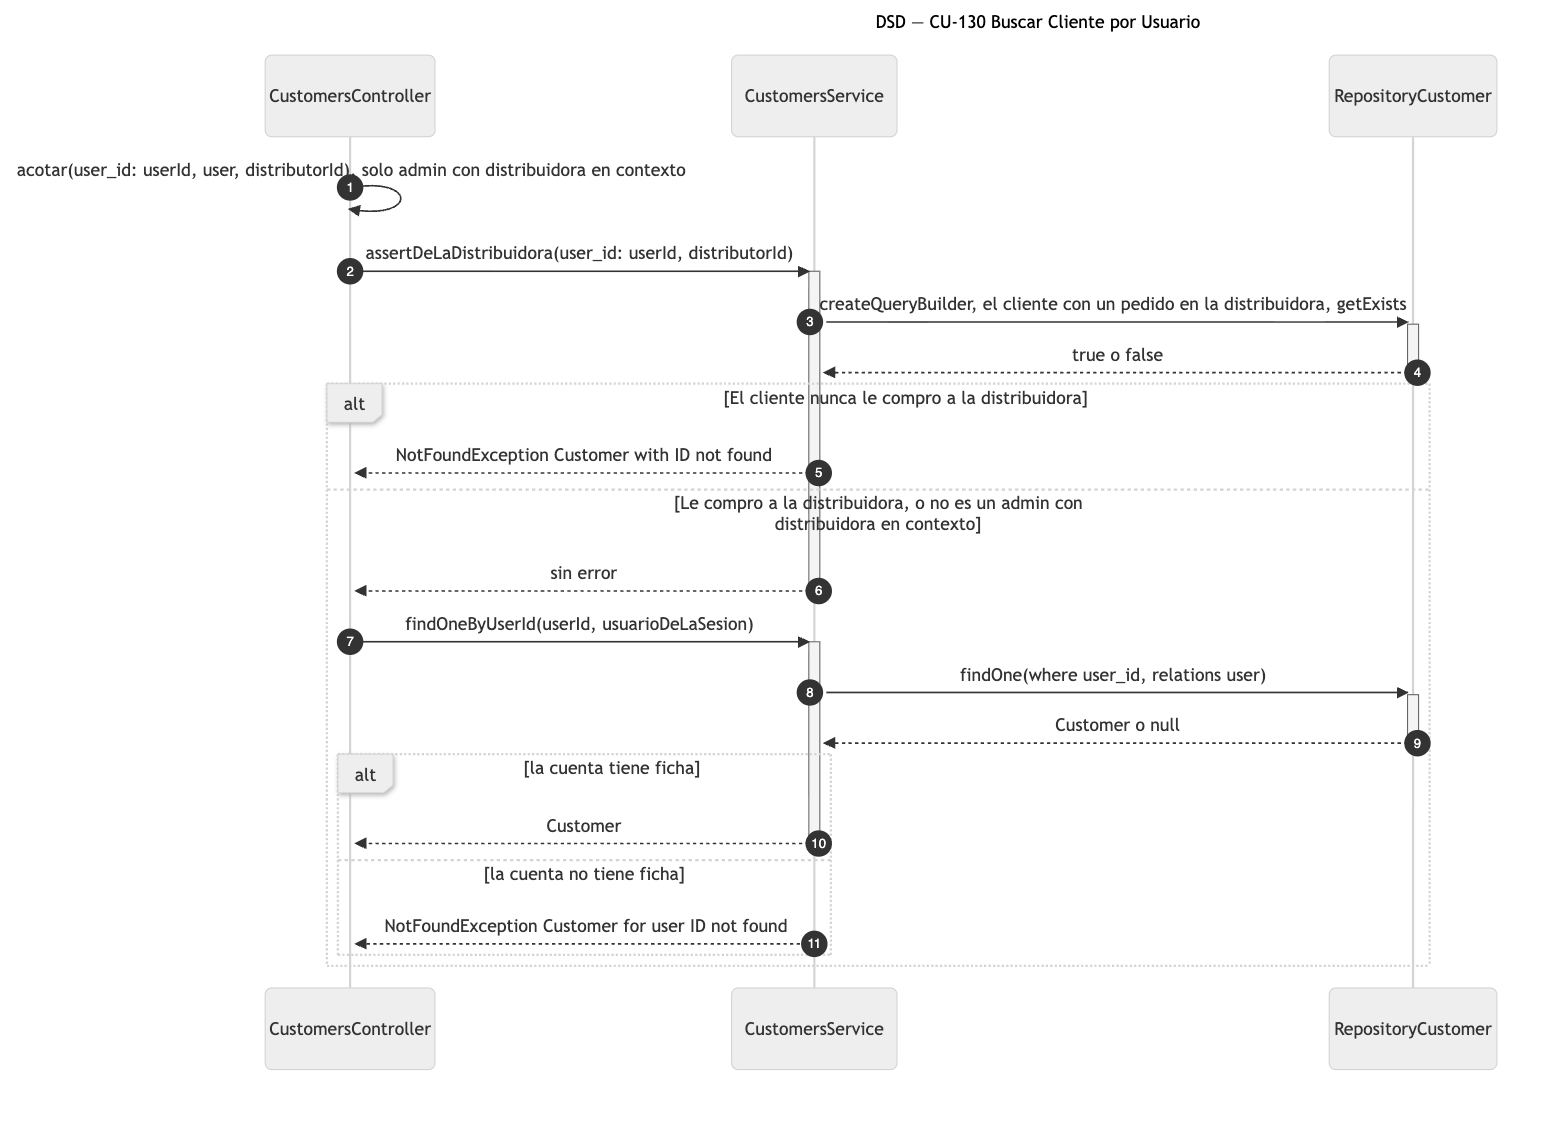 DSD — CU-130 Buscar Cliente por Usuario
CustomersController
CustomersService
RepositoryCustomer
acotar(user_id: userId, user, distributorId), solo admin con distribuidora en contexto
1
assertDeLaDistribuidora(user_id: userId, distributorId)
2
createQueryBuilder, el cliente con un pedido en la distribuidora, getExists
3
true o false
4
alt
[El cliente nunca le compro a la distribuidora]
NotFoundException Customer with ID not found
5
[Le compro a la distribuidora, o no es un admin con
distribuidora en contexto]
sin error
6
findOneByUserId(userId, usuarioDeLaSesion)
7
findOne(where user_id, relations user)
8
Customer o null
9
alt
[la cuenta tiene ficha]
Customer
10
[la cuenta no tiene ficha]
NotFoundException Customer for user ID not found
11
CustomersController
CustomersService
RepositoryCustomer